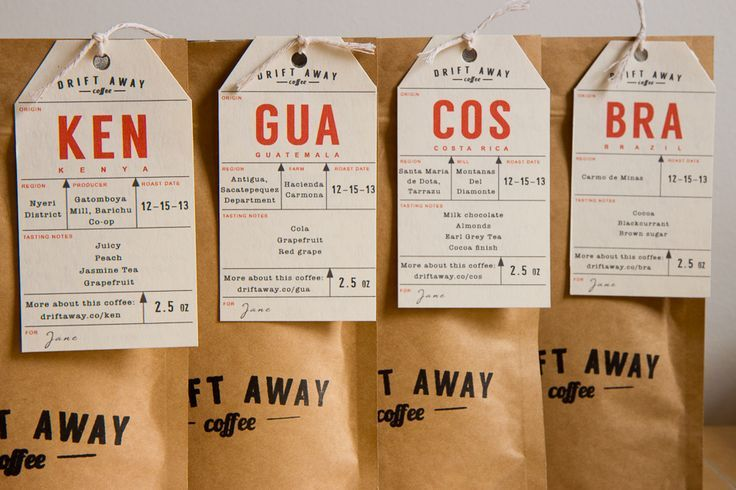 DRIFT AWAY
coffee
ORIGIN
KEN
KENYA
REGION
PRODUCER
ROAST DATE
Nyeri
District
Gatomboya
Mill, Barichu
Co-op
12-15-13
TASTING NOTES
Juicy
Peach
Jasmine Tea
Grapefruit
More about this coffee:
driftaway.co/ken
2.5 OZ
FOR
Jane
DRIFT AWAY
coffee
ORIGIN
GUA
GUATEMALA
REGION
FARM
ROAST DATE
Antigua,
Sacatepequez
Department
Hacienda
Carmona
12-15-13
TASTING NOTES
Cola
Grapefruit
Red grape
More about this coffee:
driftaway.co/gua
2.5 OZ
FOR
Jane
DRIFT AWAY
coffee
ORIGIN
COS
COSTA RICA
REGION
MILL
ROAST DATE
Santa Maria
de Dota,
Tarrazu
Montanas
Del
Diamonte
12-15-13
TASTING NOTES
Milk chocolate
Almonds
Earl Grey Tea
Cocoa finish
More about this coffee:
driftaway.co/cos
2.5 OZ
FOR
Jane
DRIFT AWAY
coffee
ORIGIN
BRA
BRAZIL
REGION
ROAST DATE
Carmo de Minas
12-15-13
TASTING NOTES
Cocoa
Blackcurrant
Brown sugar
More about this coffee:
driftaway.co/bra
2.5 OZ
FOR
Jane
T AWAY
coffee
FT AWAY
coffee
T AWAY
coffee
FT AWAY
coffee